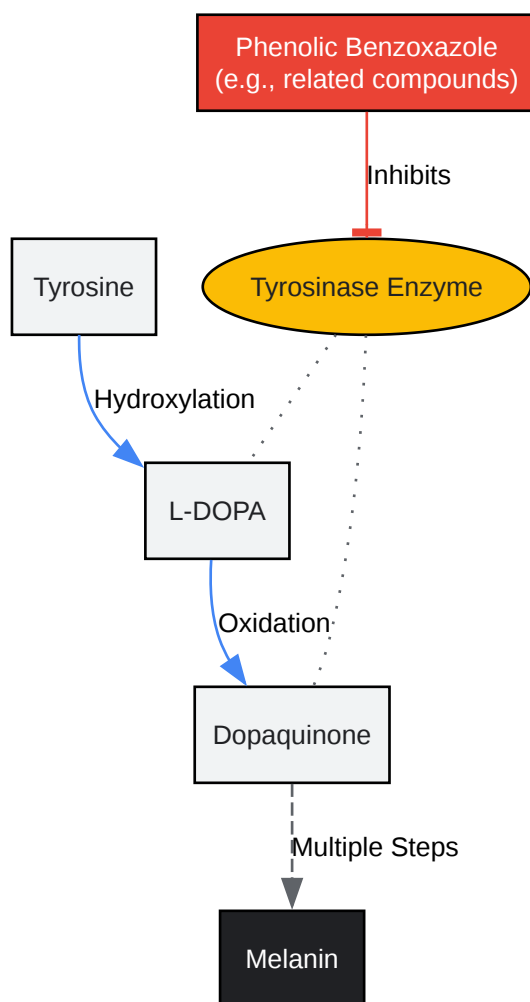 Phenolic Benzoxazole
(e.g., related compounds)
Inhibits
Tyrosine
Tyrosinase Enzyme
Hydroxylation
L-DOPA
Oxidation
Dopaquinone
Multiple Steps
Melanin